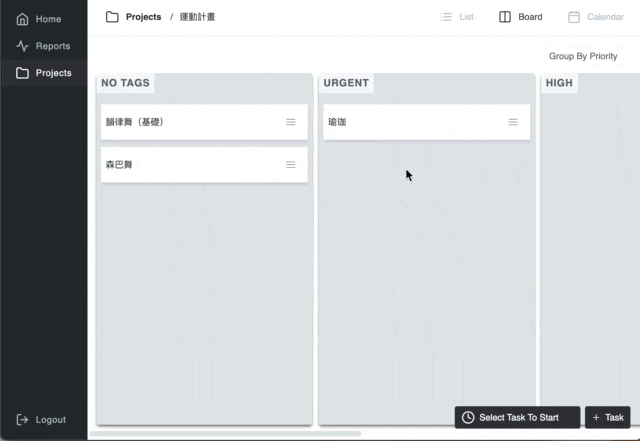 Home
Reports
Projects
Logout
Projects / 運動計畫
List
Board
Calendar
Group By Priority
NO TAGS
韻律舞（基礎）
森巴舞
URGENT
瑜珈
HIGH
Select Task To Start
+ Task